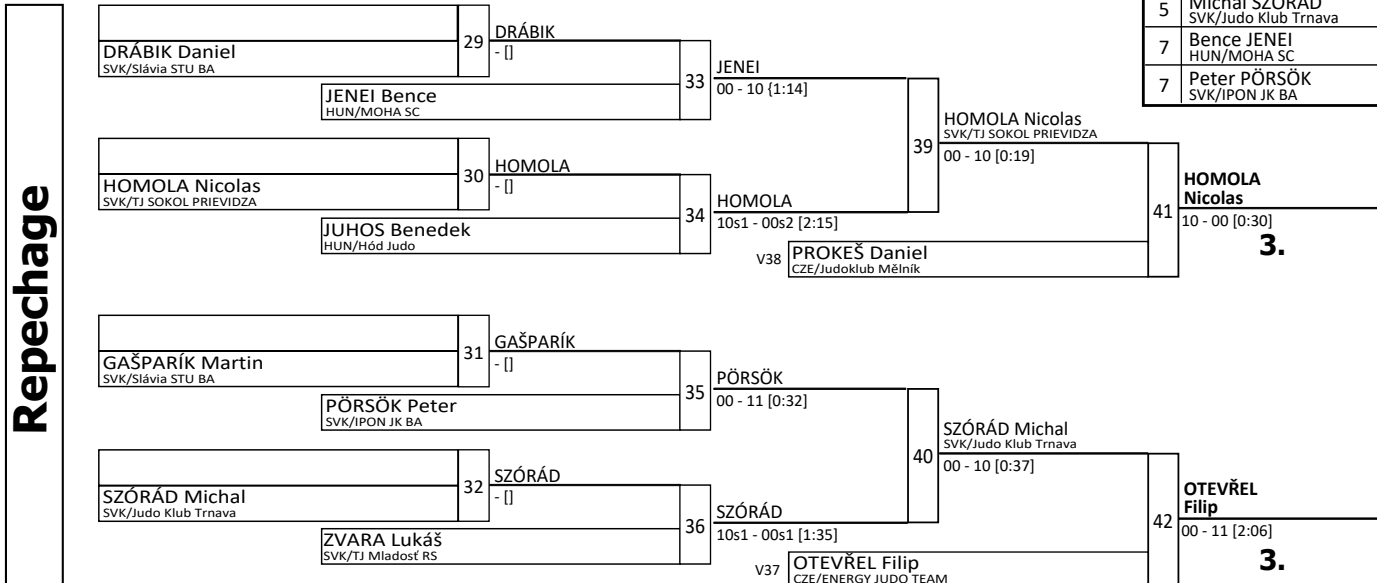 Repechage
5 Michal SZÓRÁD
SVK/Judo Klub Trnava
7 Bence JENEI
HUN/MOHA SC
7 Peter PÖRSÖK
SVK/IPON JK BA
DRÁBIK Daniel
SVK/Slávia STU BA
29
DRÁBIK
- []
JENEI Bence
HUN/MOHA SC
33
JENEI
00 - 10 {1:14]
HOMOLA Nicolas
SVK/TJ SOKOL PRIEVIDZA
30
HOMOLA
- []
JUHOS Benedek
HUN/Hód Judo
34
HOMOLA
10s1 - 00s2 [2:15]
39
HOMOLA Nicolas
SVK/TJ SOKOL PRIEVIDZA
00 - 10 [0:19]
V38 PROKEŠ Daniel
CZE/Judoklub Mělník
41
HOMOLA
Nicolas
10 - 00 [0:30]
3.
GAŠPARÍK Martin
SVK/Slávia STU BA
31
GAŠPARÍK
- []
PÖRSÖK Peter
SVK/IPON JK BA
35
PÖRSÖK
00 - 11 [0:32]
SZÓRÁD Michal
SVK/Judo Klub Trnava
32
SZÓRÁD
- []
ZVARA Lukáš
SVK/TJ Mladosť RS
36
SZÓRÁD
10s1 - 00s1 [1:35]
40
SZÓRÁD Michal
SVK/Judo Klub Trnava
00 - 10 [0:37]
V37 OTEVŘEL Filip
CZE/ENERGY JUDO TEAM
42
OTEVŘEL
Filip
00 - 11 [2:06]
3.